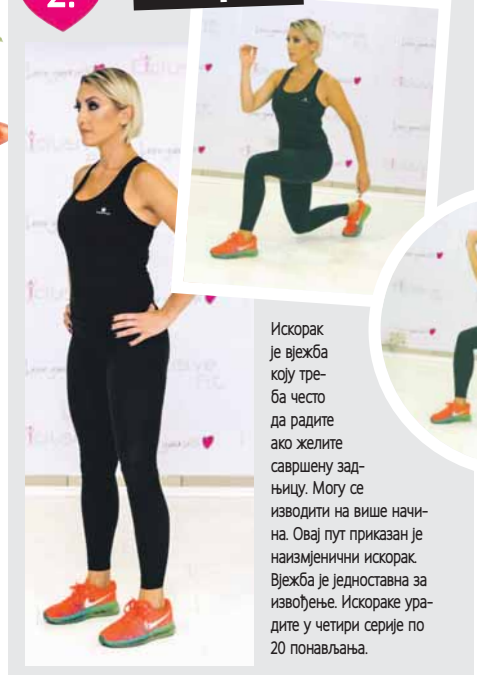 2.
Искорак
је вјежба
коју тре-
ба често
да радите
ако желите
савршену зад-
њицу. Могу се
изводити на више начи-
на. Овај пут приказан је
наизмјенични искорак.
Вјежба је једноставна за
извођење. Искораке ура-
дите у четири серије по
20 понављања.